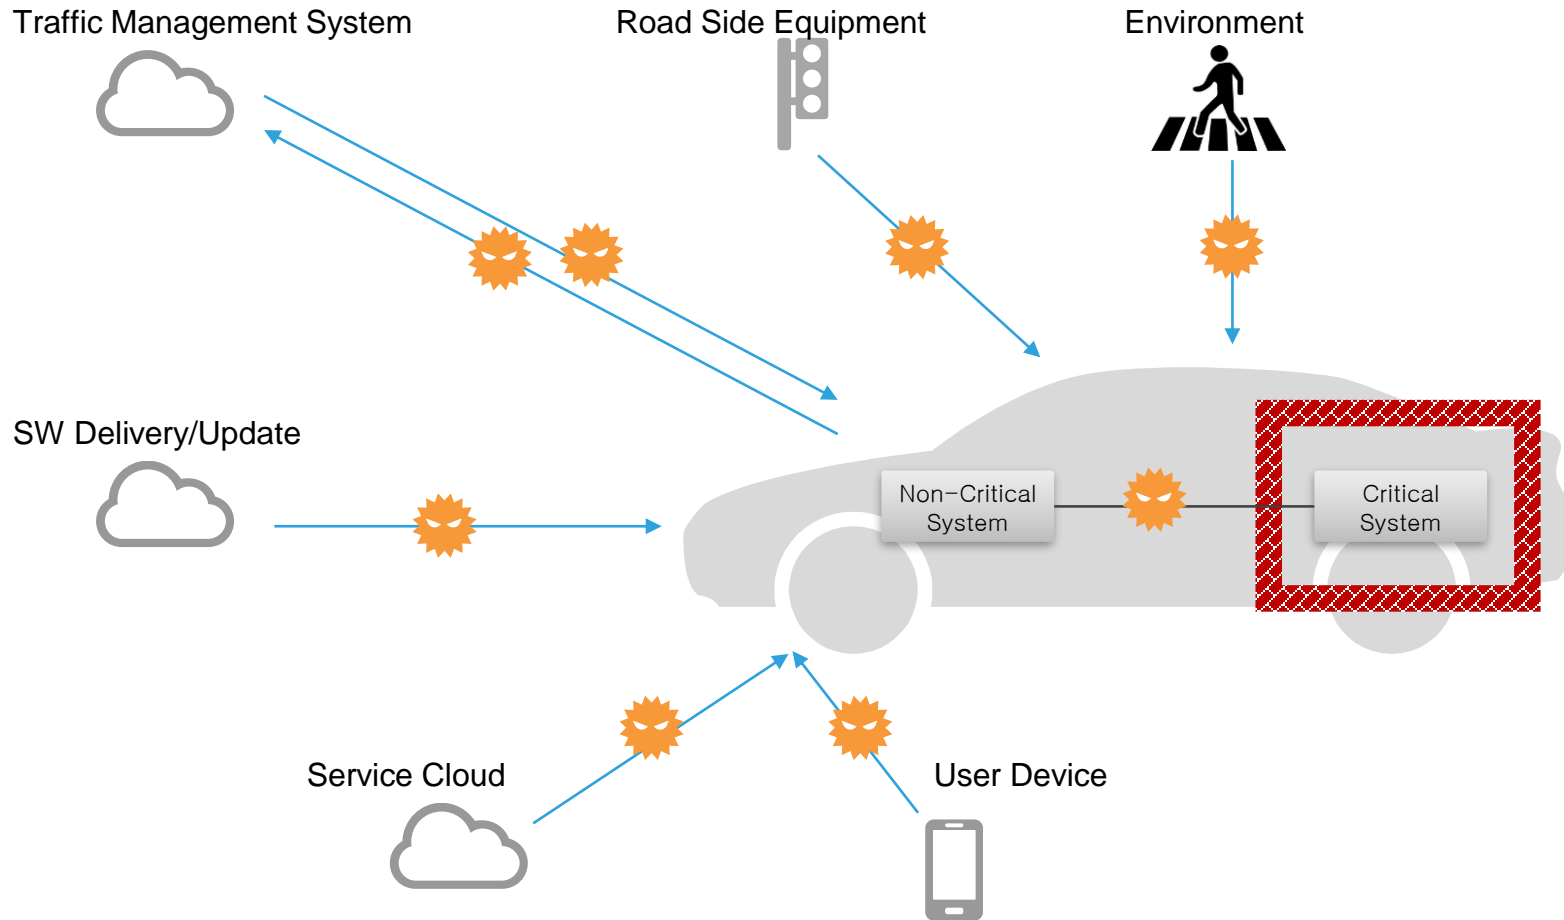 Traffic Management System
Road Side Equipment
Environment
SW Delivery/Update
Non-Critical
System
Critical
System
Service Cloud
User Device